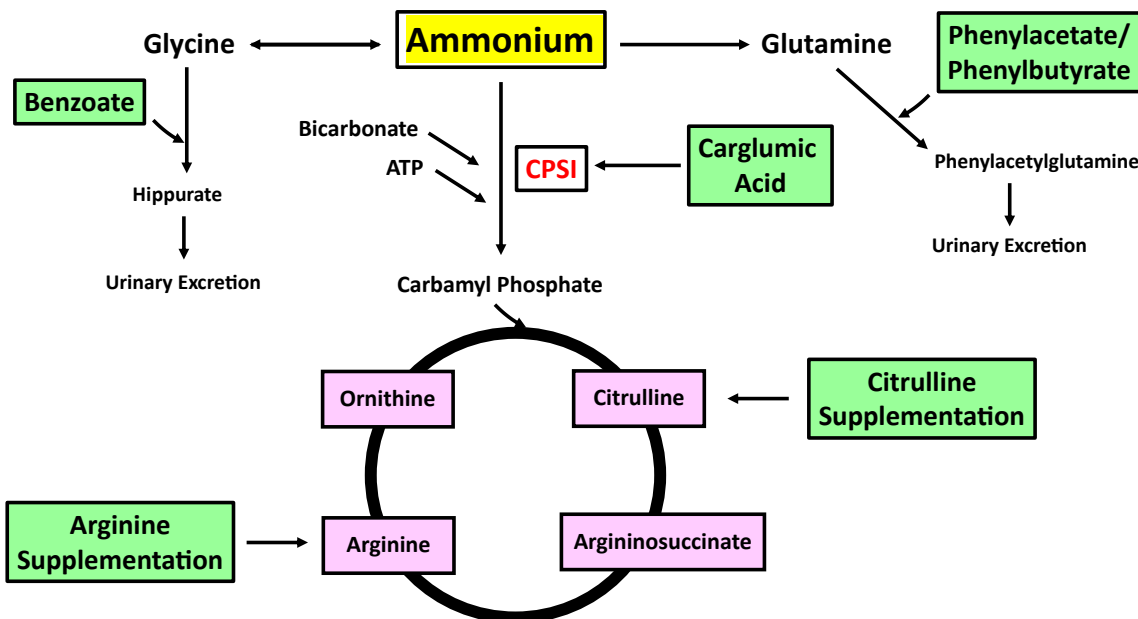 Glycine
Ammonium
Glutamine
Phenylacetate/
Phenylbutyrate
Benzoate
Bicarbonate
ATP
CPSI
Carglumic
Acid
Phenylacetylglutamine
Hippurate
Urinary Excretion
Urinary Excretion
Carbamyl Phosphate
Ornithine
Citrulline
Citrulline
Supplementation
Arginine
Supplementation
Arginine
Argininosuccinate